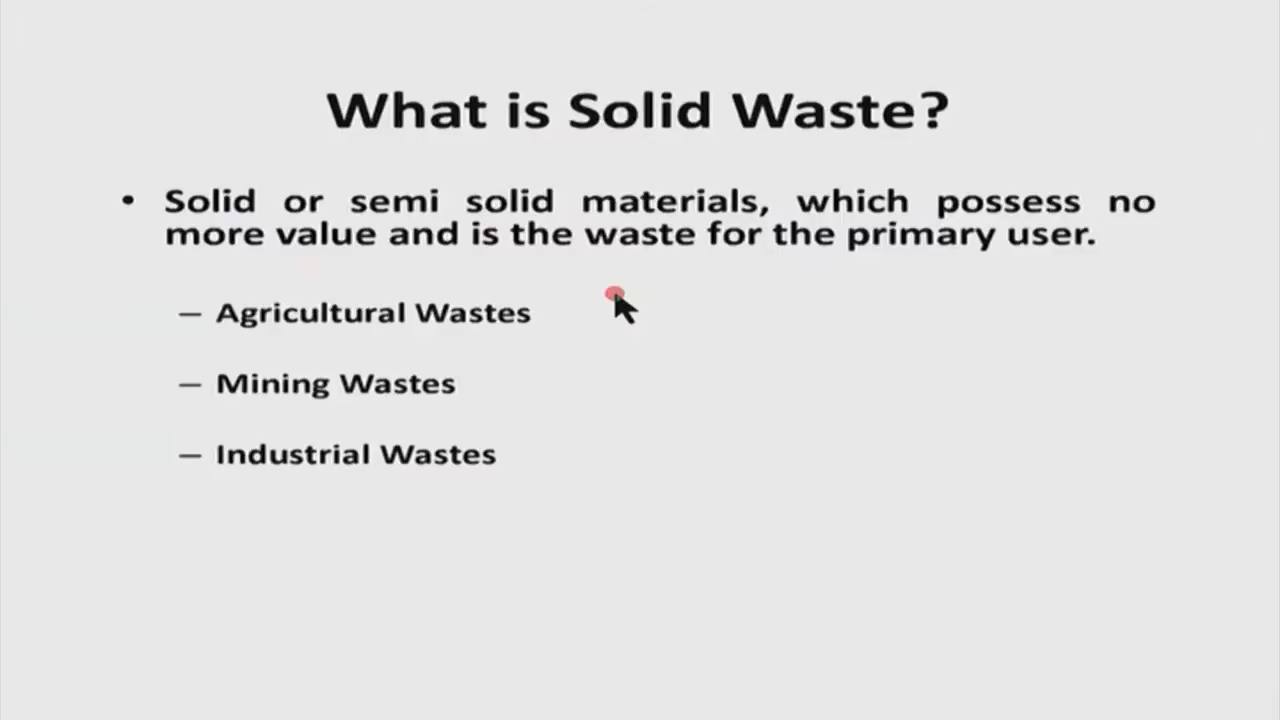 What is Solid Waste?
• Solid or semi solid materials, which possess no
more value and is the waste for the primary user.
– Agricultural Wastes
– Mining Wastes
– Industrial Wastes